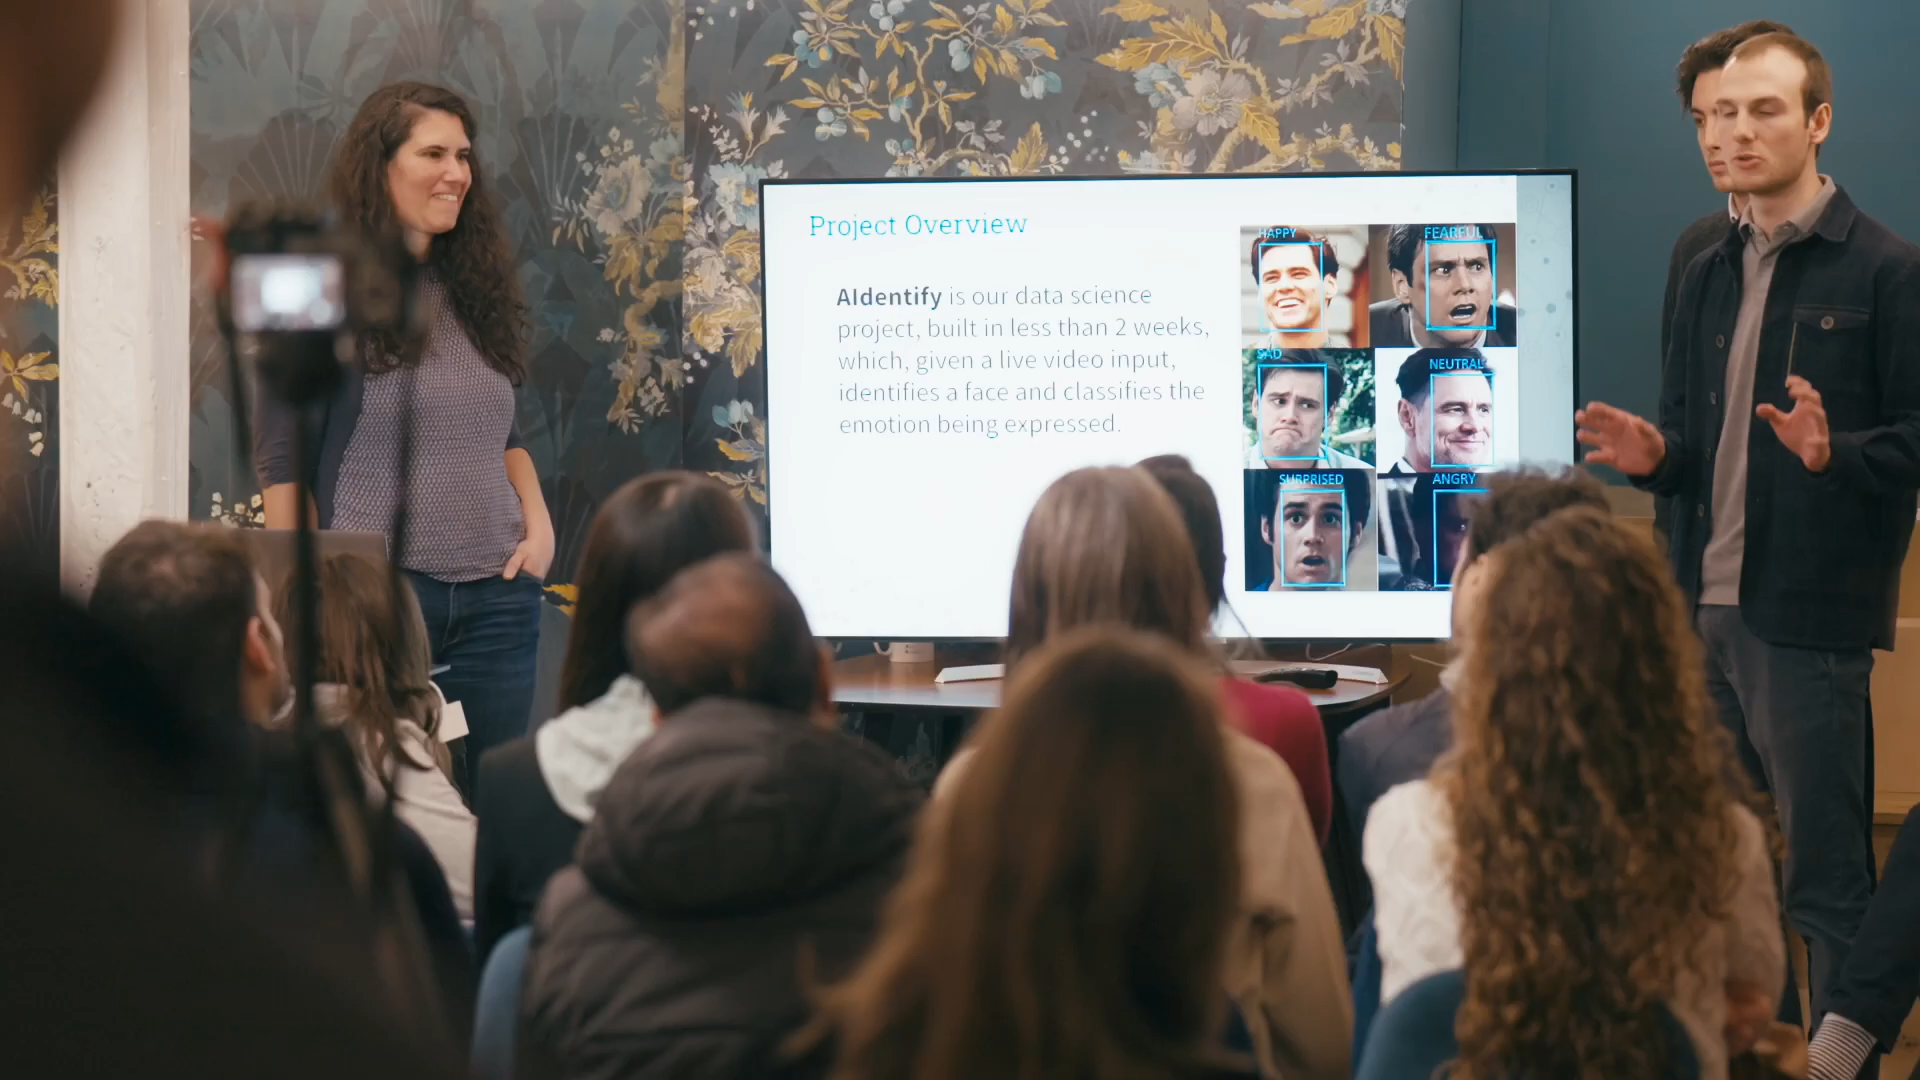 Project Overview
AIdentify is our data science
project, built in less than 2 weeks,
which, given a live video input,
identifies a face and classifies the
emotion being expressed.
HAPPY
FEARFUL
SAD
NEUTRAL
SURPRISED
ANGRY